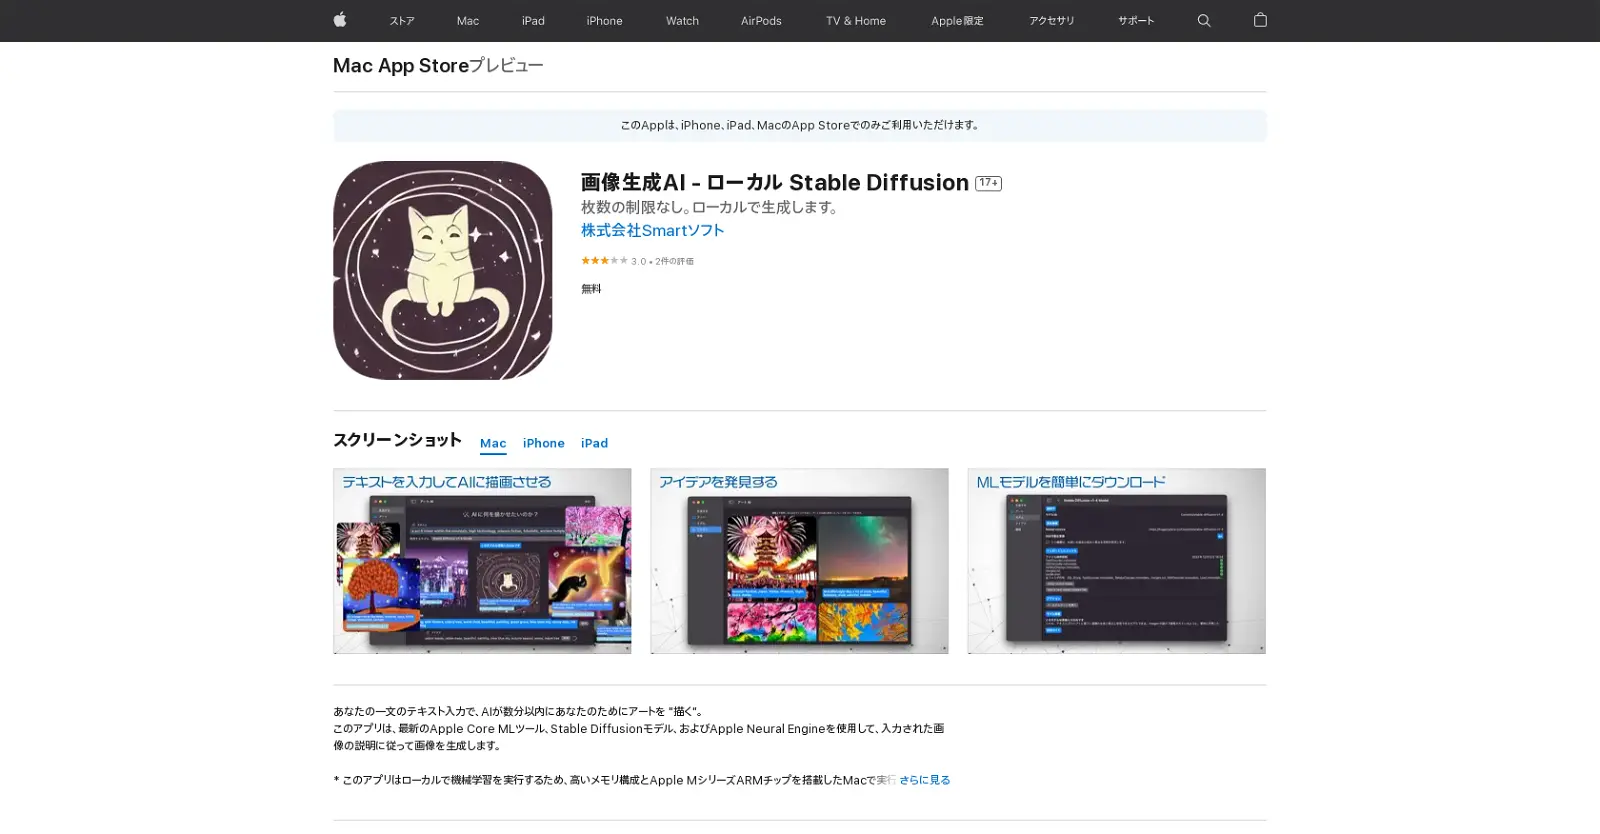 ストア
Mac
iPad
iPhone
Watch
AirPods
TV & Home
Apple限定
アクセサリ
サポート
Mac App Storeプレビュー
このAppは、iPhone、iPad、MacのApp Storeでのみご利用いただけます。
画像生成AI - ローカル Stable Diffusion 17+
枚数の制限なし。ローカルで生成します。
株式会社Smartソフト
3.0 • 2件の評価
無料
スクリーンショット
Mac
iPhone
iPad
テキストを入力してAIに描画させる
AIに何を描かせたいのか？
アイデアを発見する
MLモデルを簡単にダウンロード
あなたの一文のテキスト入力で、AIが数分以内にあなたのためにアートを "描く"。
このアプリは、最新のApple Core MLツール、Stable Diffusionモデル、およびApple Neural Engineを使用して、入力された画
像の説明に従って画像を生成します。
* このアプリはローカルで機械学習を実行するため、高いメモリ構成とApple MシリーズARMチップを搭載したMacで実行 さらに見る